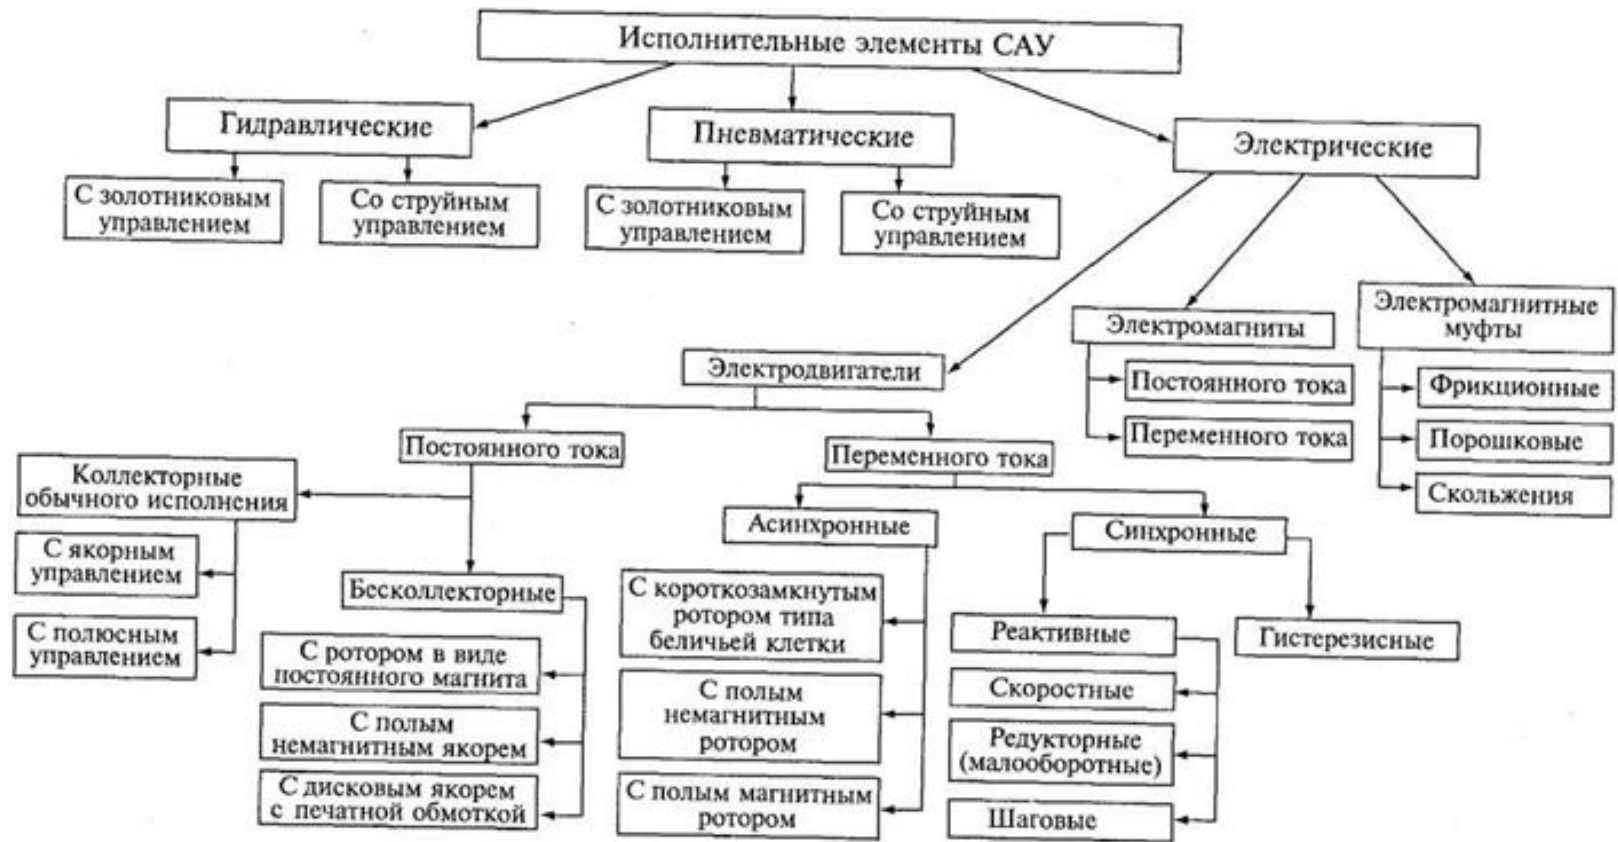 Исполнительные элементы САУ
Гидравлические
Пневматические
Электрические
С золотниковым
управлением
Со струйным
управлением
С золотниковым
управлением
Со струйным
управлением
Электромагниты
Постоянного тока
Переменного тока
Электромагнитные
муфты
Фрикционные
Порошковые
Скольжения
Электродвигатели
Постоянного тока
Переменного тока
Коллекторные
обычного исполнения
С якорным
управлением
С полюсным
управлением
Бесколлекторные
С ротором в виде
постоянного магнита
С полым
немагнитным якорем
С дисковым якорем
с печатной обмоткой
Асинхронные
С короткозамкнутым
ротором типа
беличьей клетки
С полым
немагнитным
ротором
С полым магнитным
ротором
Синхронные
Реактивные
Скоростные
Редукторные
(малооборотные)
Шаговые
Гистерезисные